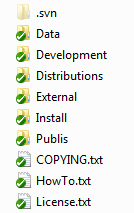 .svn
Data
Development
Distributions
External
Install
Publis
COPYING.txt
HowTo.txt
License.txt